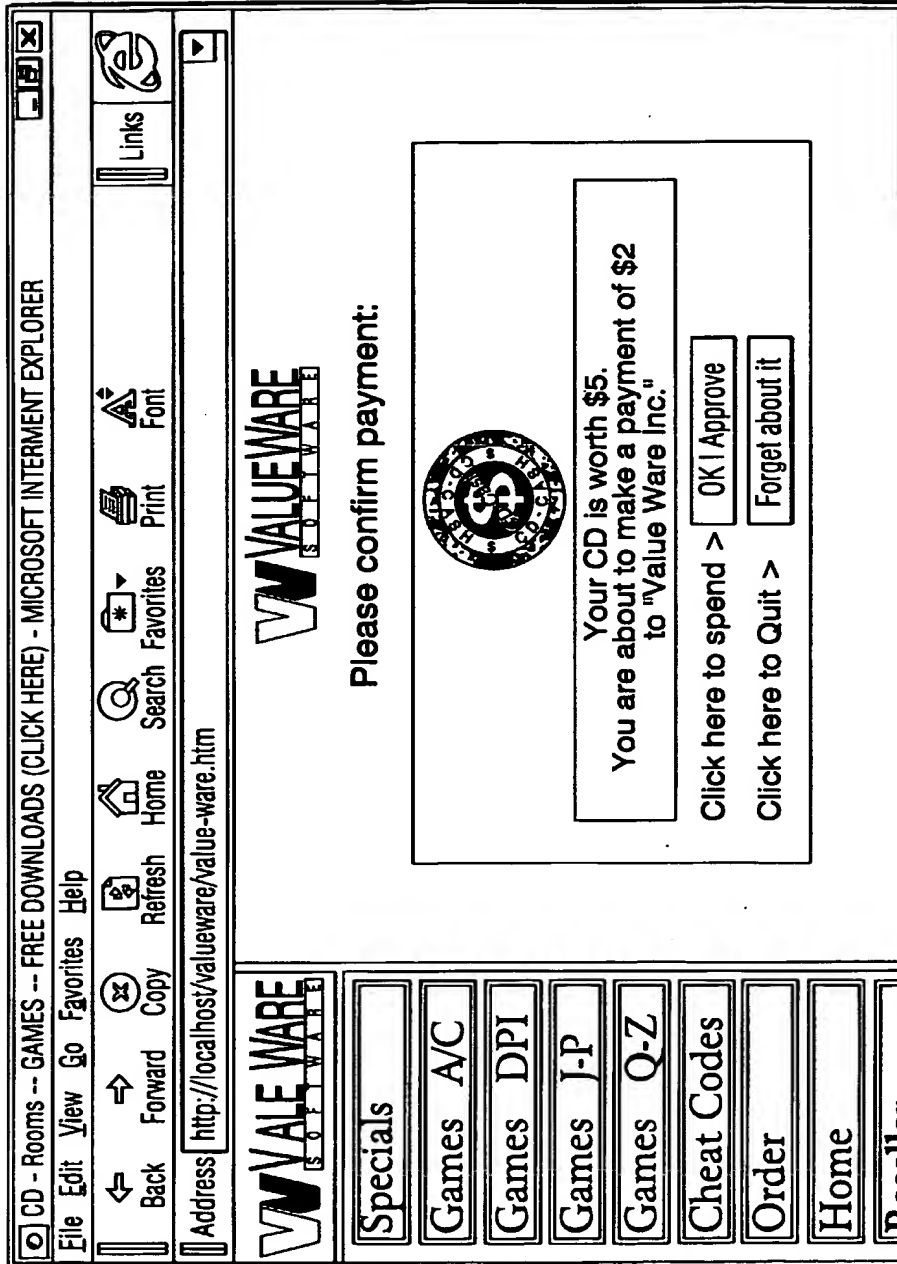 CD - Rooms -- GAMES -- FREE DOWNLOADS (CLICK HERE) - MICROSOFT INTERMENT EXPLORER
File Edit View Go Favorites Help
Back Forward Copy Refresh Home Search Favorites Print Font Links
Address http://localhost/valueware/value-ware.htm
VW VALE WARE
SOFTWARE
Specials
Games A/C
Games DPI
Games J-P
Games Q-Z
Cheat Codes
Order
Home
VW VALUEWARE
SOFTWARE
Please confirm payment:
CD-CASH $ CD-CASH $
Your CD is worth $5.
You are about to make a payment of $2
to "Value Ware Inc."
Click here to spend > OK I Approve
Click here to Quit > Forget about it